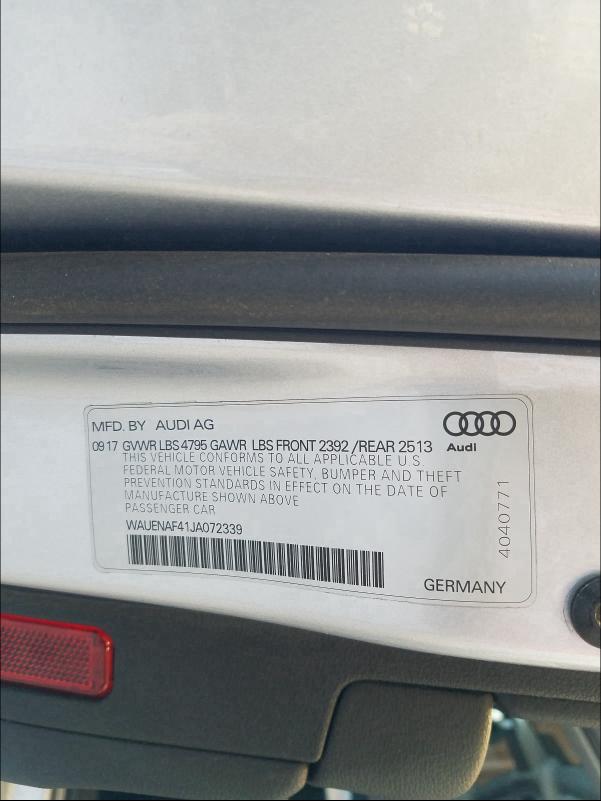 MFD. BY AUDI AG
09 17 GVWR LBS 4795 GAWR LBS FRONT 2392 /REAR 2513
Audi
THIS VEHICLE CONFORMS TO ALL APPLICABLE U.S
FEDERAL MOTOR VEHICLE SAFETY, BUMPER AND THEFT
PREVENTION STANDARDS IN EFFECT ON THE DATE OF
MANUFACTURE SHOWN ABOVE
PASSENGER CAR
WAUENAF41JA072339
4040771
GERMANY